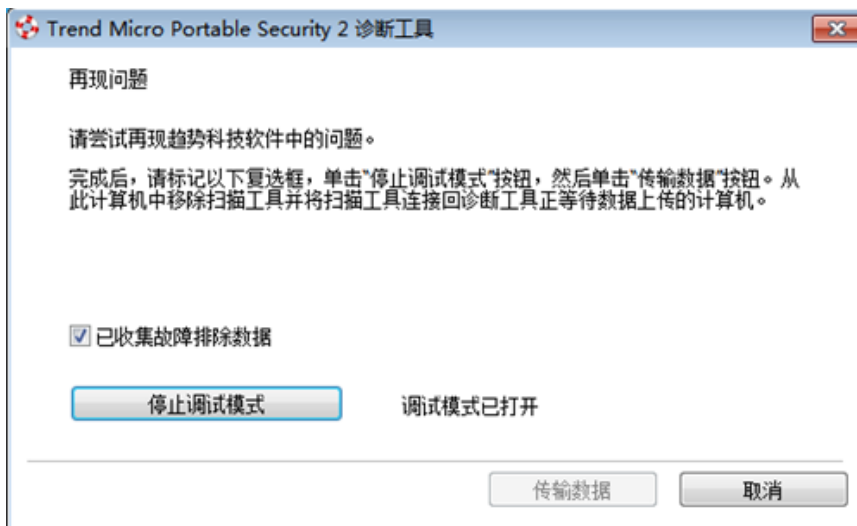 Trend Micro Portable Security 2 诊断工具
再现问题
请尝试再现趋势科技软件中的问题。
完成后，请标记以下复选框，单击"停止调试模式"按钮，然后单击"传输数据"按钮。从
此计算机中移除扫描工具并将扫描工具连接回诊断工具正等待数据上传的计算机。
已收集故障排除数据
停止调试模式
调试模式已打开
传输数据
取消